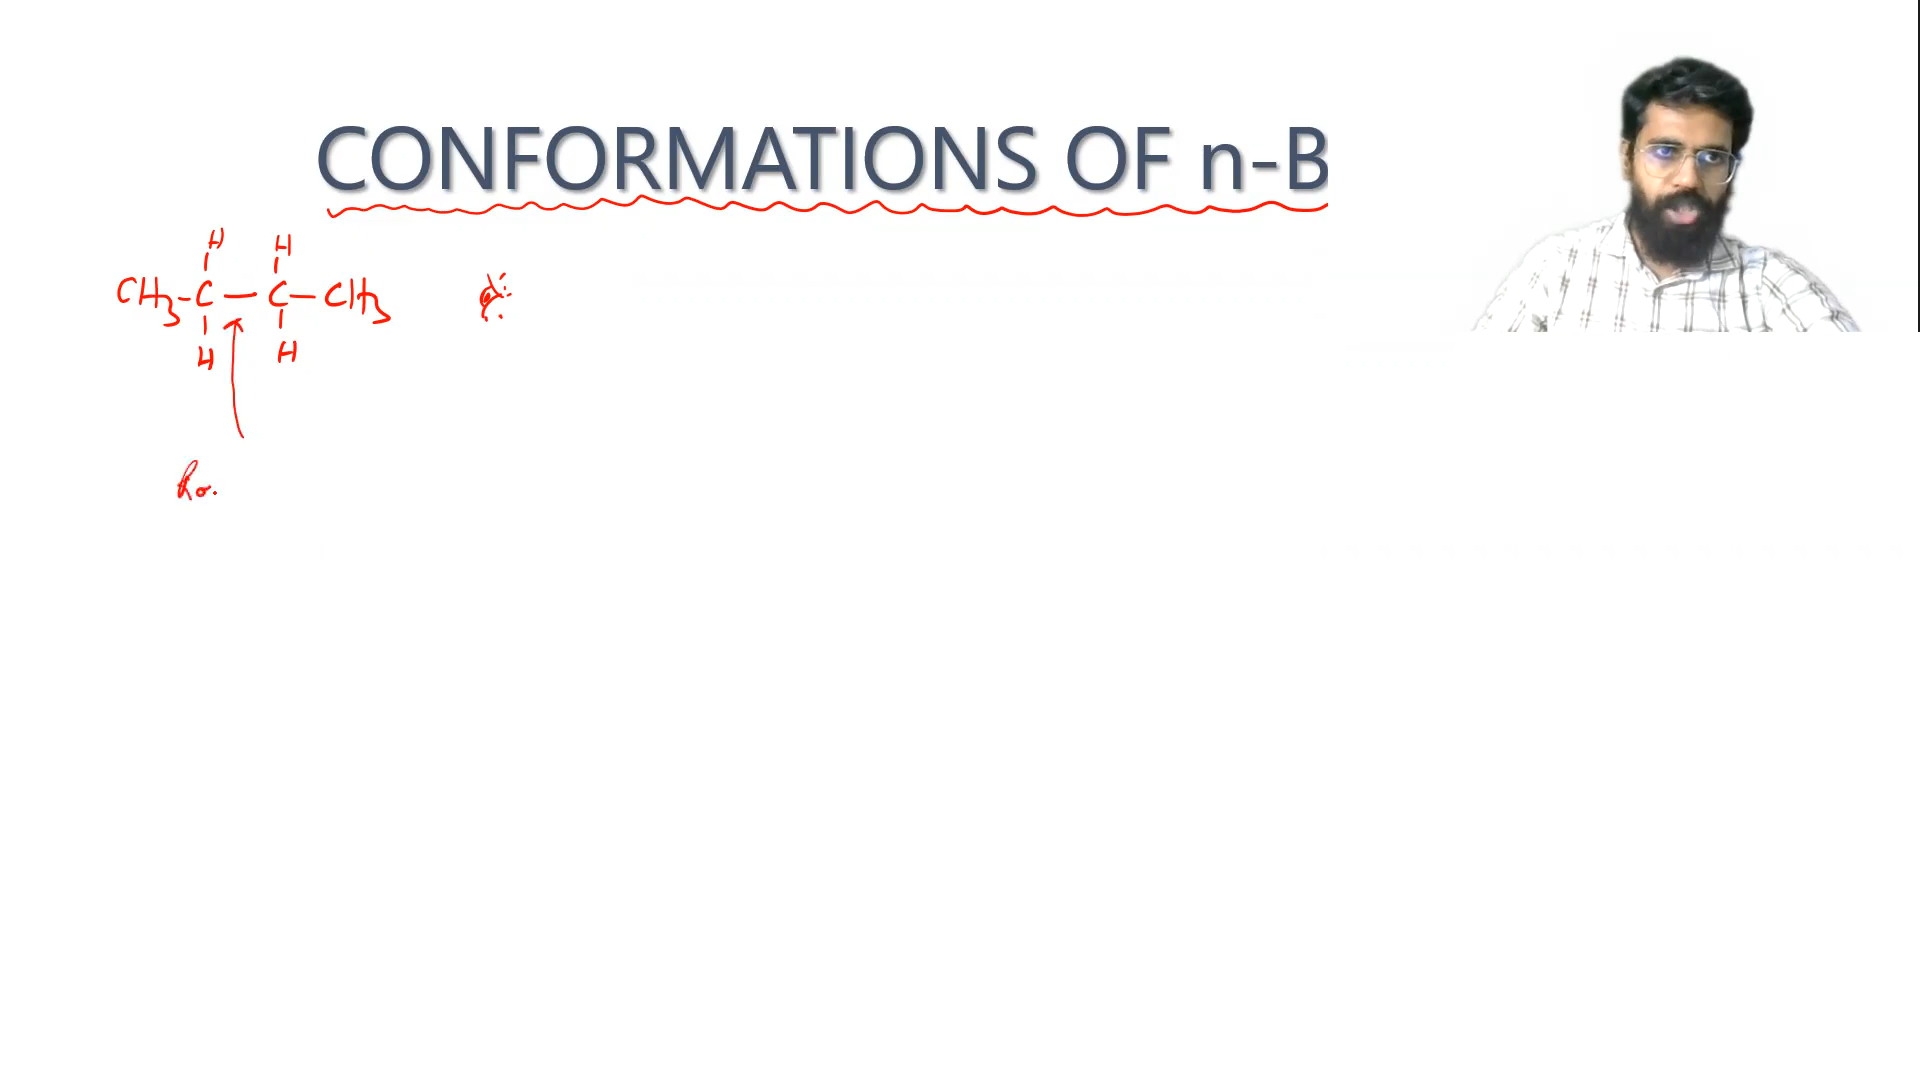 CONFORMATIONS OF n-B
H H
CH3-C—C—CH3
H H
Ro